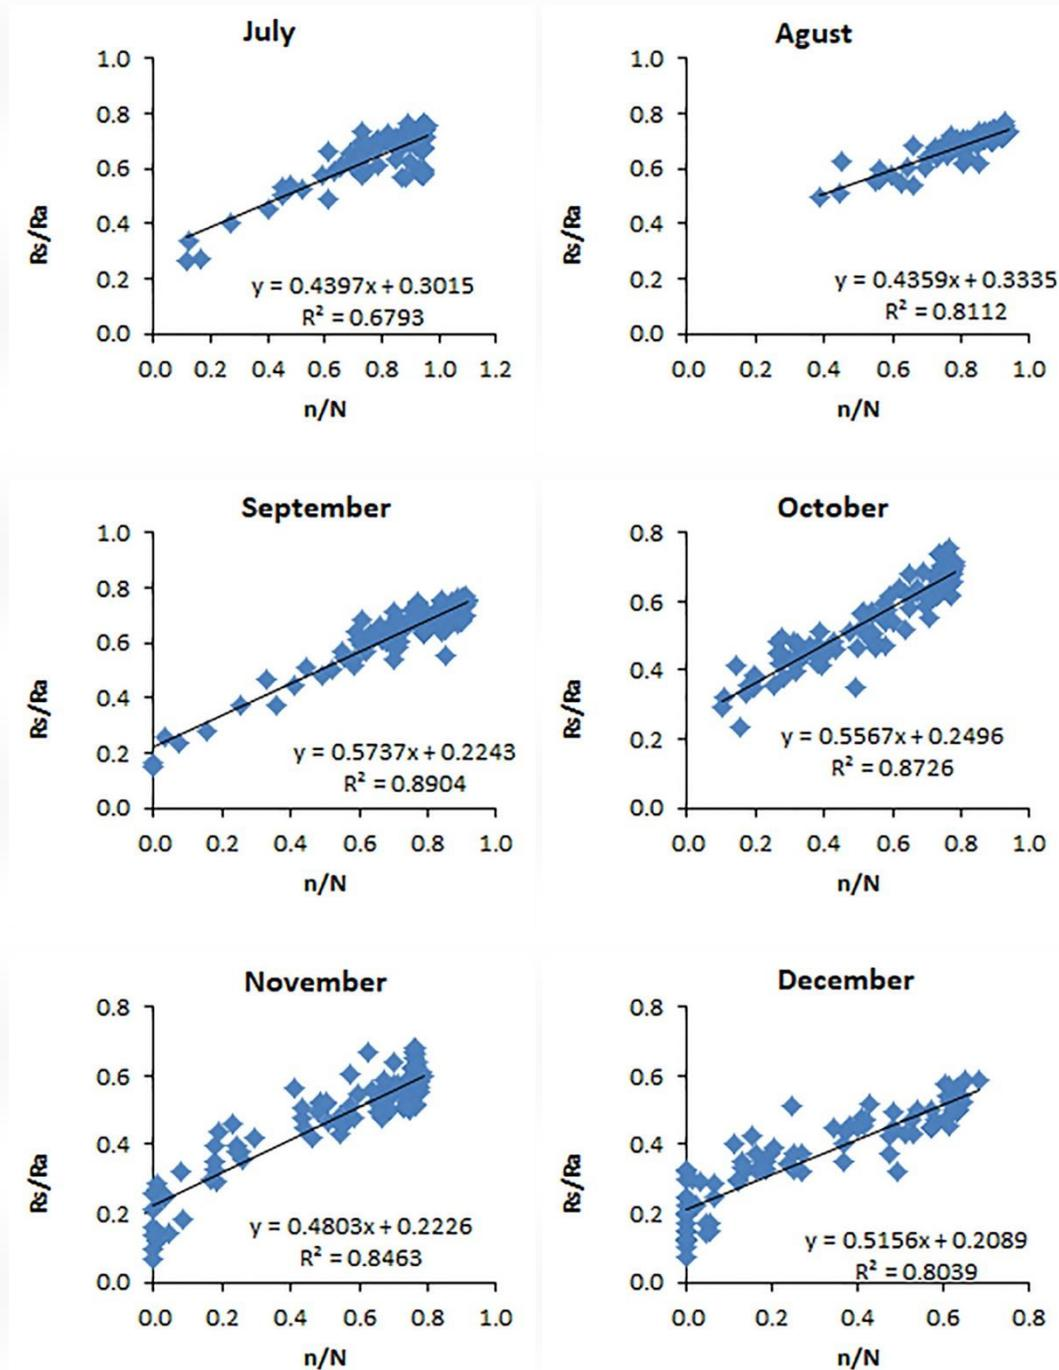 July
1.0
0.8
0.6
0.4
0.2
0.0
Rs/Ra
y = 0.4397x + 0.3015
R² = 0.6793
0.0 0.2 0.4 0.6 0.8 1.0 1.2
n/N
Agust
1.0
0.8
0.6
0.4
0.2
0.0
Rs/Ra
y = 0.4359x + 0.3335
R² = 0.8112
0.0 0.2 0.4 0.6 0.8 1.0
n/N
September
1.0
0.8
0.6
0.4
0.2
0.0
Rs/Ra
y = 0.5737x + 0.2243
R² = 0.8904
0.0 0.2 0.4 0.6 0.8 1.0
n/N
October
0.8
0.6
0.4
0.2
0.0
Rs/Ra
y = 0.5567x + 0.2496
R² = 0.8726
0.0 0.2 0.4 0.6 0.8 1.0
n/N
November
0.8
0.6
0.4
0.2
0.0
Rs/Ra
y = 0.4803x + 0.2226
R² = 0.8463
0.0 0.2 0.4 0.6 0.8 1.0
n/N
December
0.8
0.6
0.4
0.2
0.0
Rs/Ra
y = 0.5156x + 0.2089
R² = 0.8039
0.0 0.2 0.4 0.6 0.8
n/N